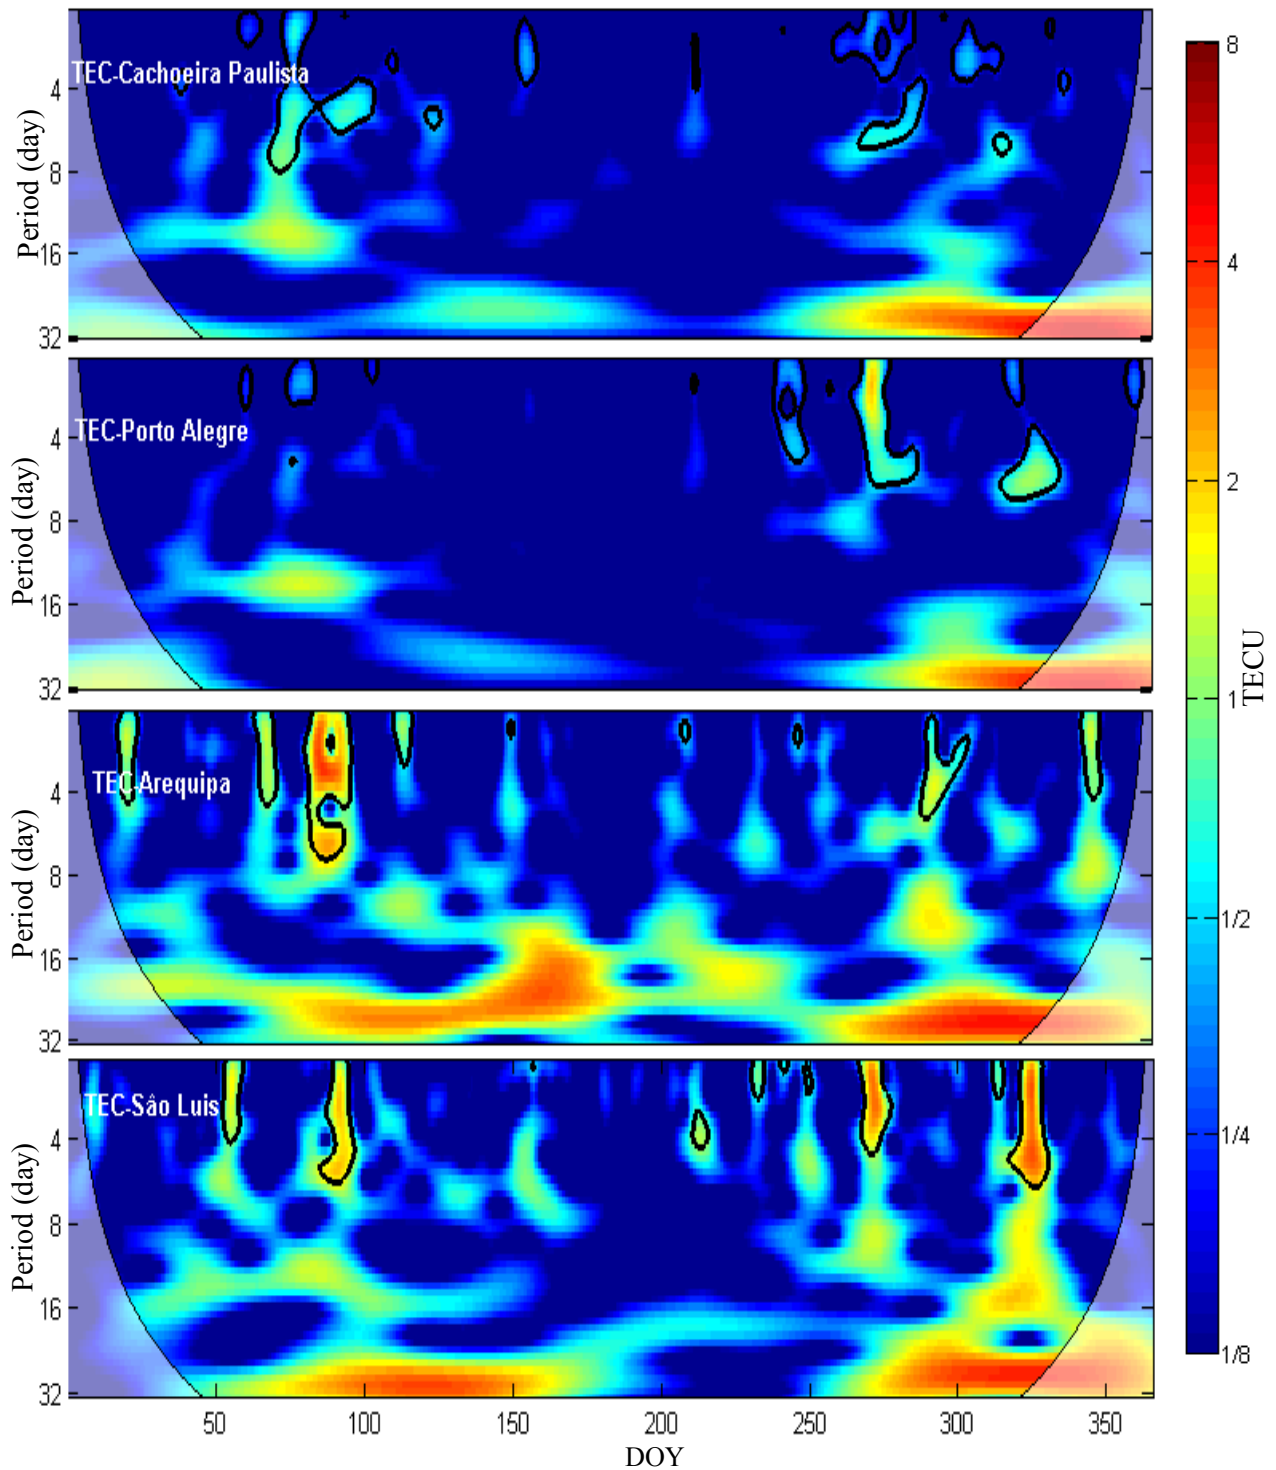 TEC-Cachoeira Paulista
Period (day)
4
8
16
32
TEC-Porto Alegre
Period (day)
4
8
16
32
TEC-Arequipa
Period (day)
4
8
16
32
TEC-São Luis
Period (day)
4
8
16
32
50 100 150 200 250 300 350
DOY
8
4
2
1
1/2
1/4
1/8
TECU